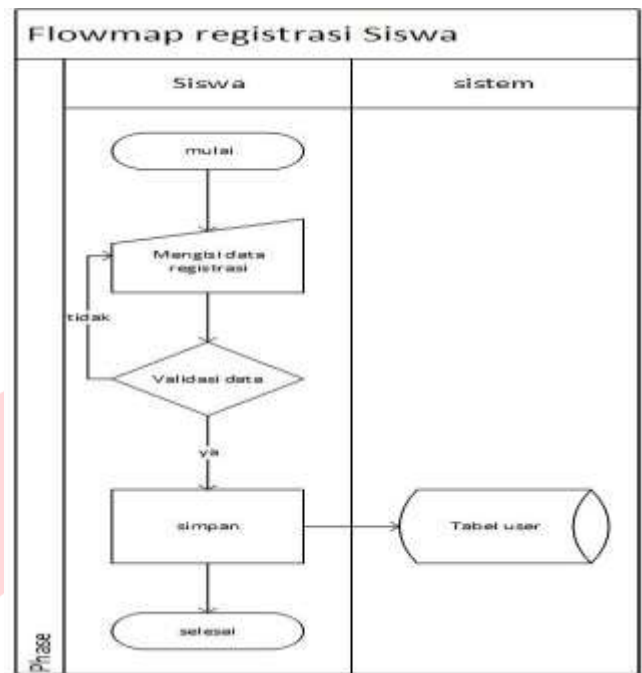 Flowmap registrasi Siswa
Siswa
sistem
mulai
Mengisi data
registrasi
tidak
Validasi data
ya
simpan
Tabel user
selesai
Phase